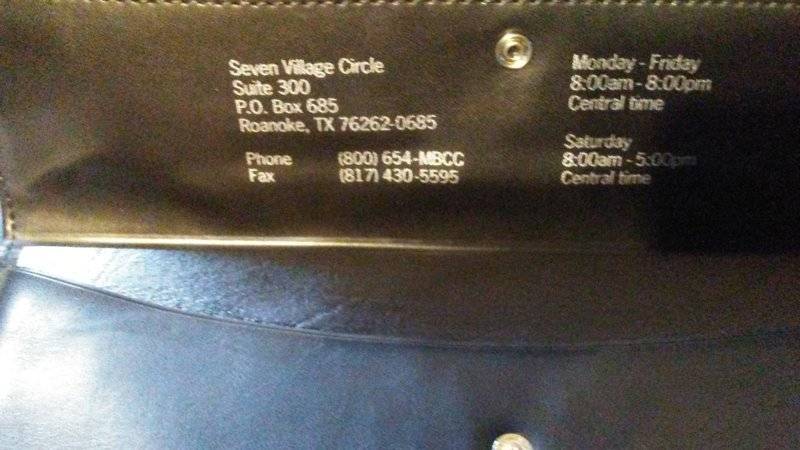 Seven Village Circle
Suite 300
P.O. Box 685
Roanoke, TX 76262-0685
Phone (800) 654-MBCC
Fax (817) 430-5595
Monday - Friday
8:00am - 8:00pm
Central time
Saturday
8:00am - 5:00pm
Central time